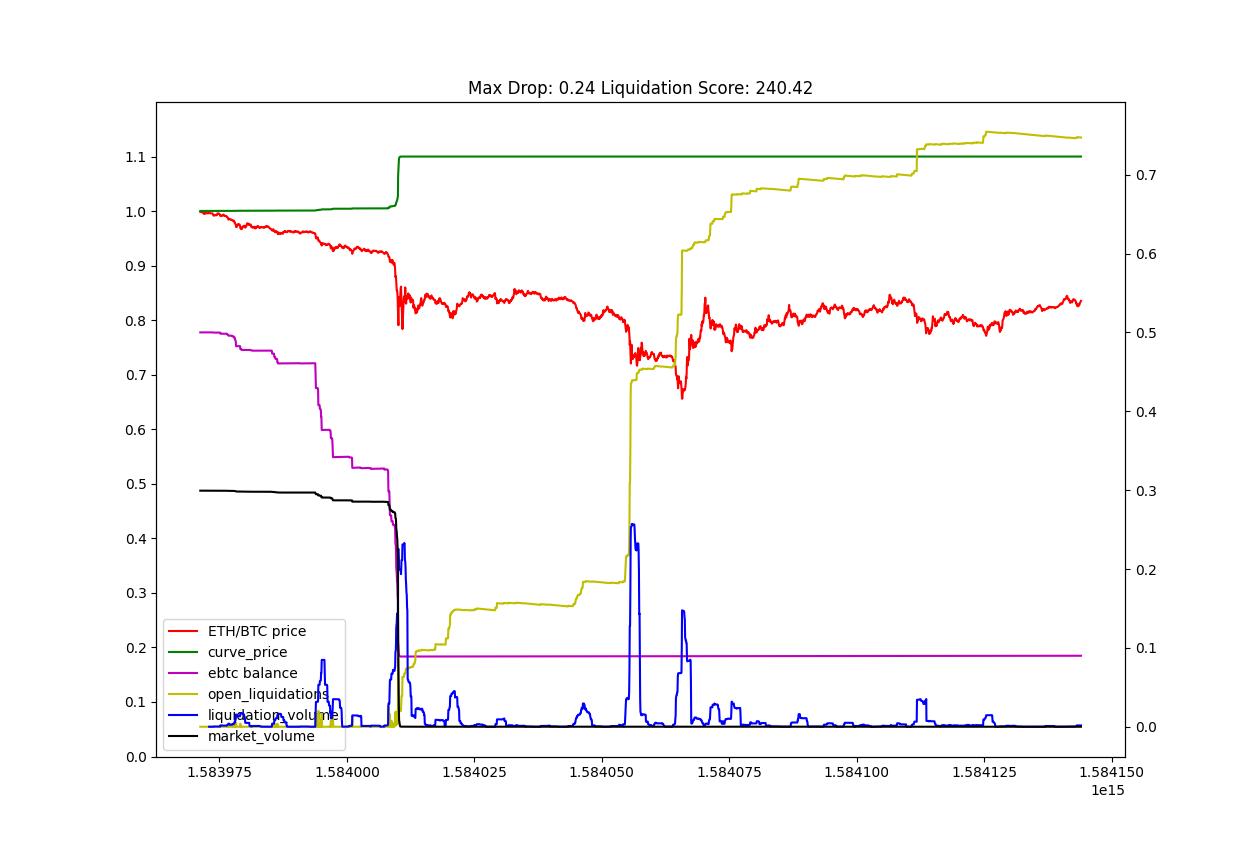 Max Drop: 0.24 Liquidation Score: 240.42
1.1
1.0
0.9
0.8
0.7
0.6
0.5
0.4
0.3
0.2
0.1
0.0
0.7
0.6
0.5
0.4
0.3
0.2
0.1
0.0
ETH/BTC price
curve_price
ebtc balance
open_liquidations
liquidation_volume
market_volume
1.583975 1.584000 1.584025 1.584050 1.584075 1.584100 1.584125 1.584150
1e15